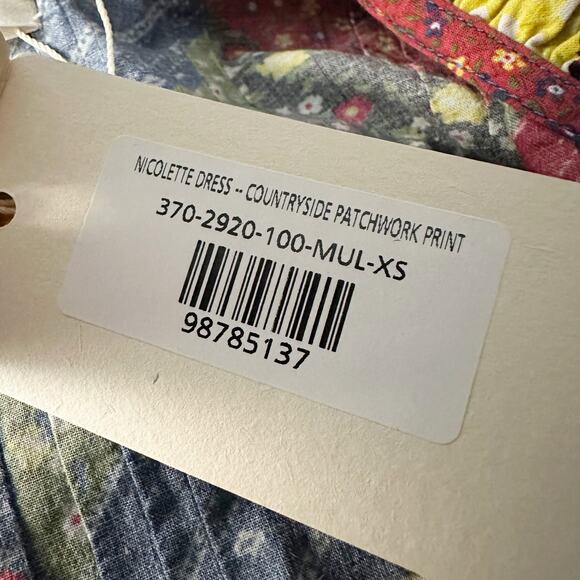 NICOLETTE DRESS -- COUNTRYSIDE PATCHWORK PRINT
370-2920-100-MUL-XS
98785137